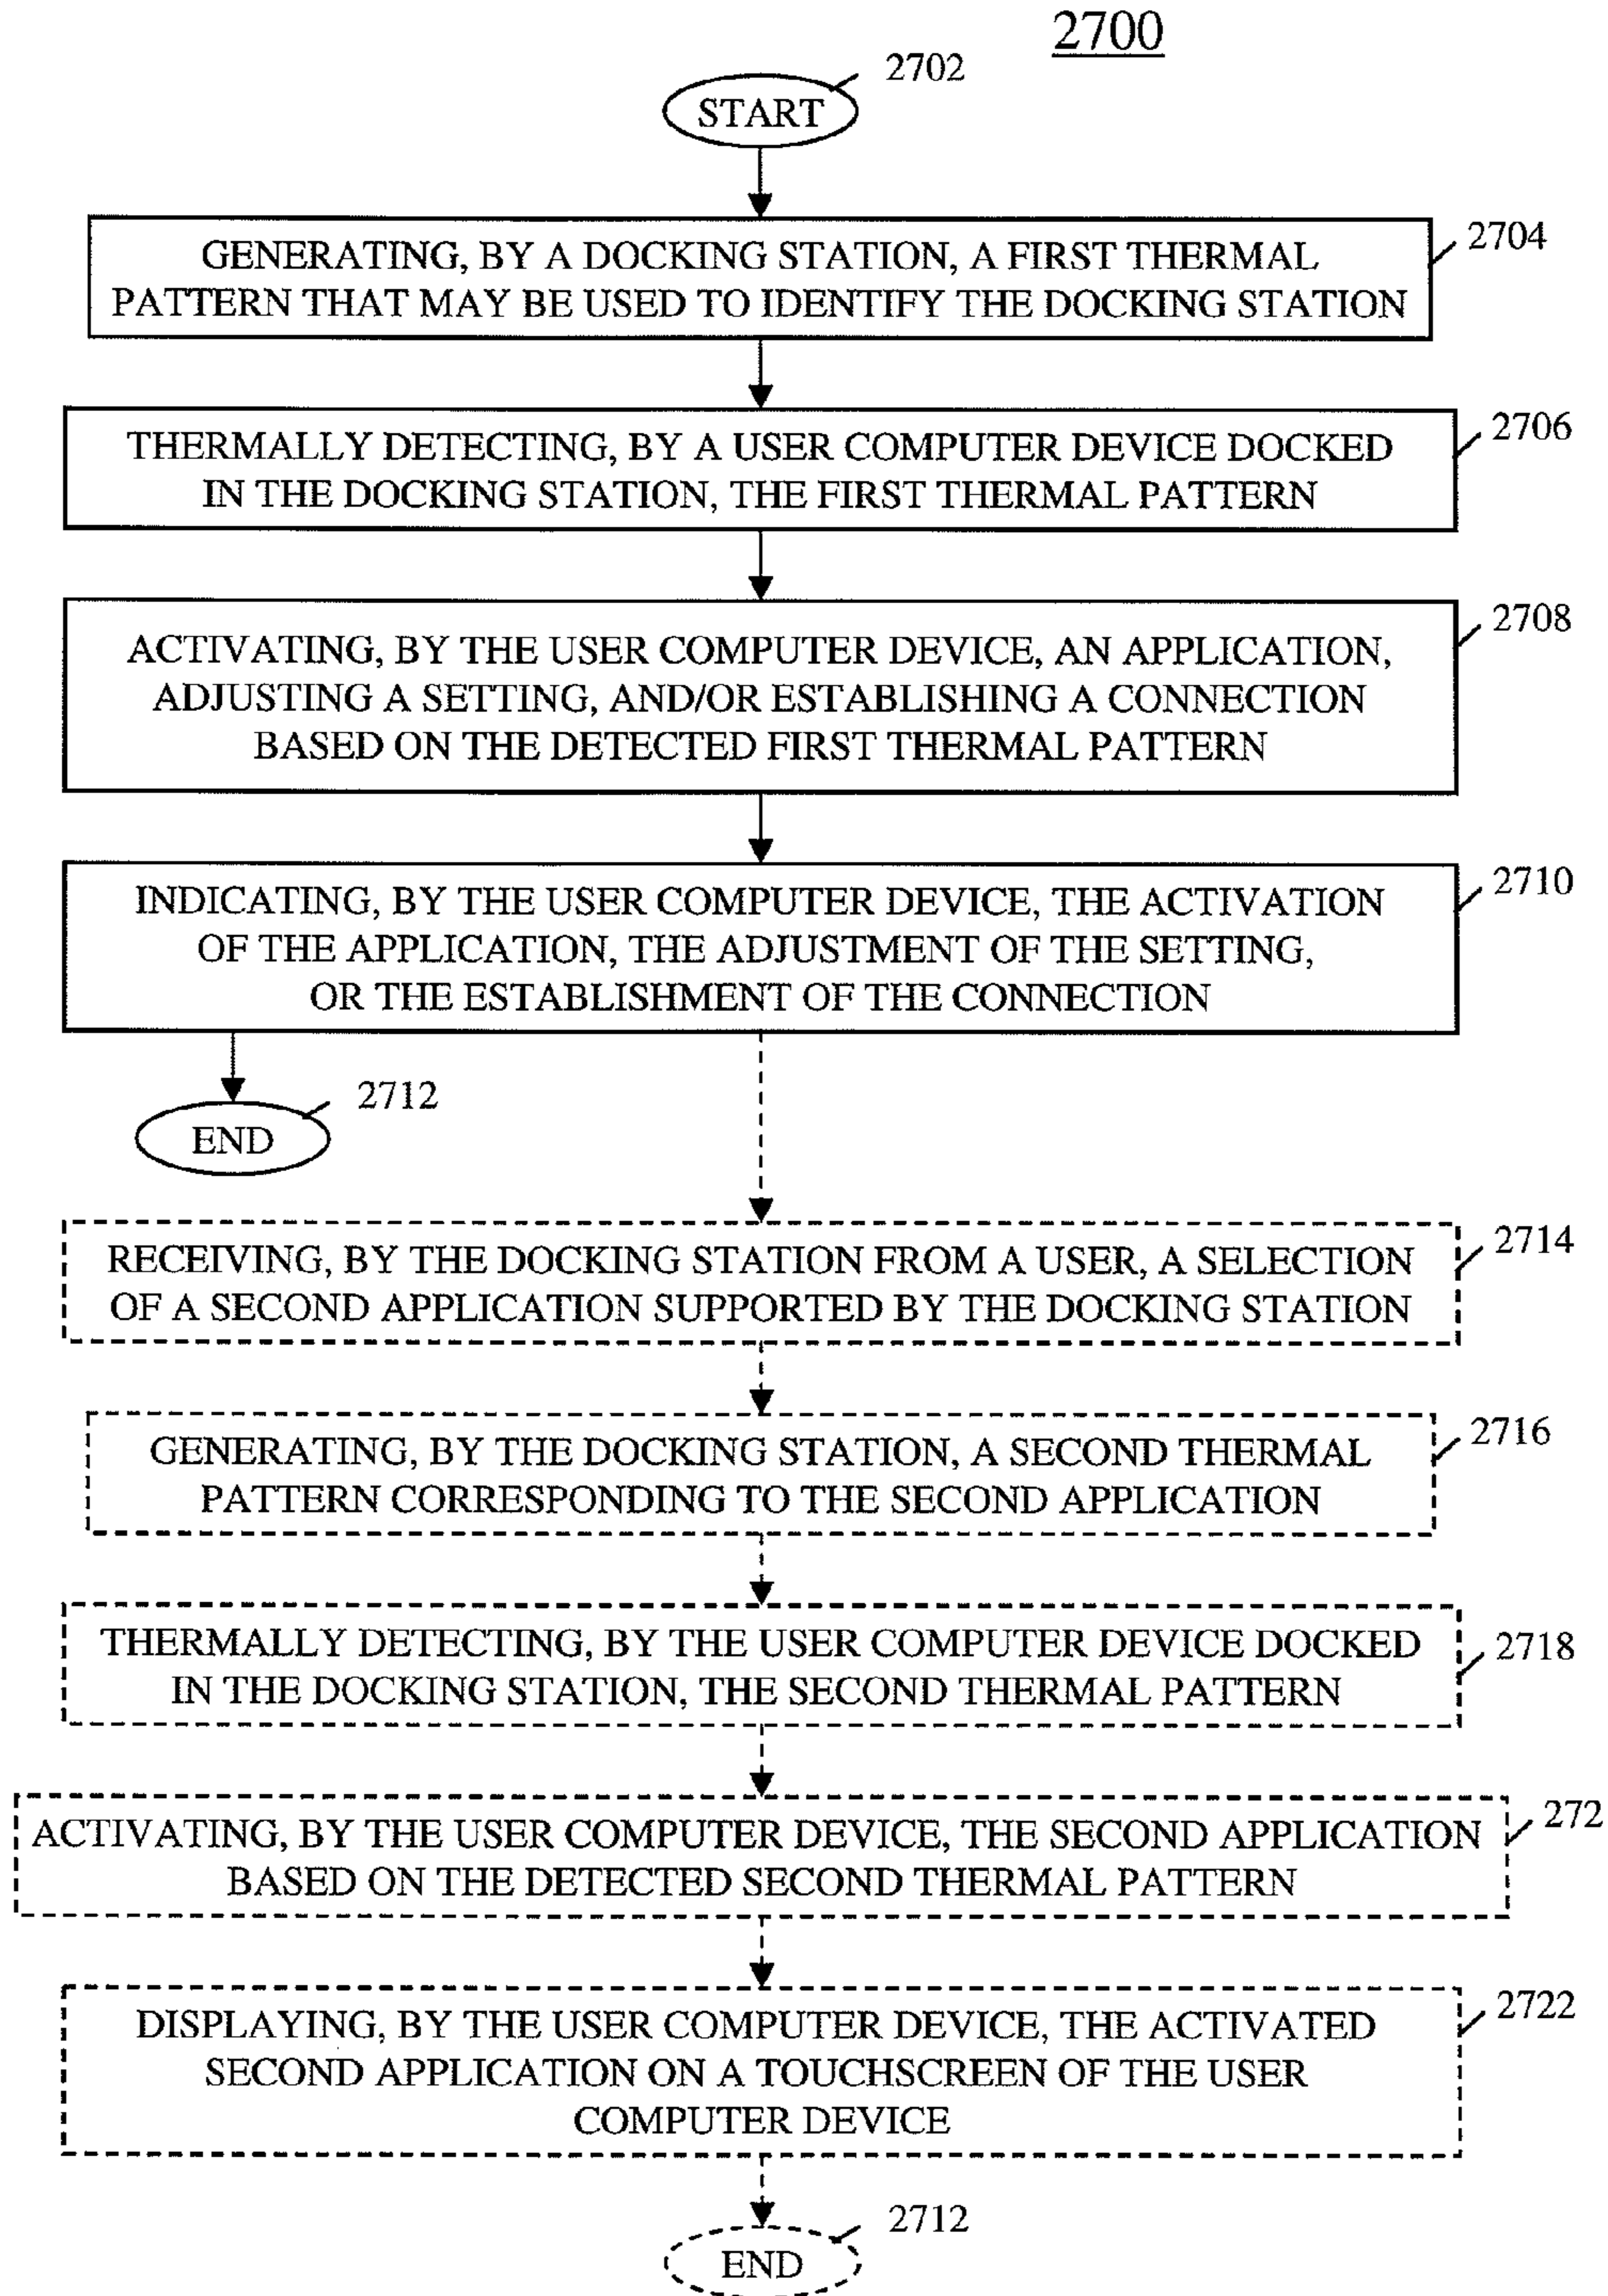 2700
2702
START
2704
GENERATING, BY A DOCKING STATION, A FIRST THERMAL
PATTERN THAT MAY BE USED TO IDENTIFY THE DOCKING STATION
2706
THERMALLY DETECTING, BY A USER COMPUTER DEVICE DOCKED
IN THE DOCKING STATION, THE FIRST THERMAL PATTERN
2708
ACTIVATING, BY THE USER COMPUTER DEVICE, AN APPLICATION,
ADJUSTING A SETTING, AND/OR ESTABLISHING A CONNECTION
BASED ON THE DETECTED FIRST THERMAL PATTERN
2710
INDICATING, BY THE USER COMPUTER DEVICE, THE ACTIVATION
OF THE APPLICATION, THE ADJUSTMENT OF THE SETTING,
OR THE ESTABLISHMENT OF THE CONNECTION
2712
END
2714
RECEIVING, BY THE DOCKING STATION FROM A USER, A SELECTION
OF A SECOND APPLICATION SUPPORTED BY THE DOCKING STATION
2716
GENERATING, BY THE DOCKING STATION, A SECOND THERMAL
PATTERN CORRESPONDING TO THE SECOND APPLICATION
2718
THERMALLY DETECTING, BY THE USER COMPUTER DEVICE DOCKED
IN THE DOCKING STATION, THE SECOND THERMAL PATTERN
272
ACTIVATING, BY THE USER COMPUTER DEVICE, THE SECOND APPLICATION
BASED ON THE DETECTED SECOND THERMAL PATTERN
2722
DISPLAYING, BY THE USER COMPUTER DEVICE, THE ACTIVATED
SECOND APPLICATION ON A TOUCHSCREEN OF THE USER
COMPUTER DEVICE
2712
END